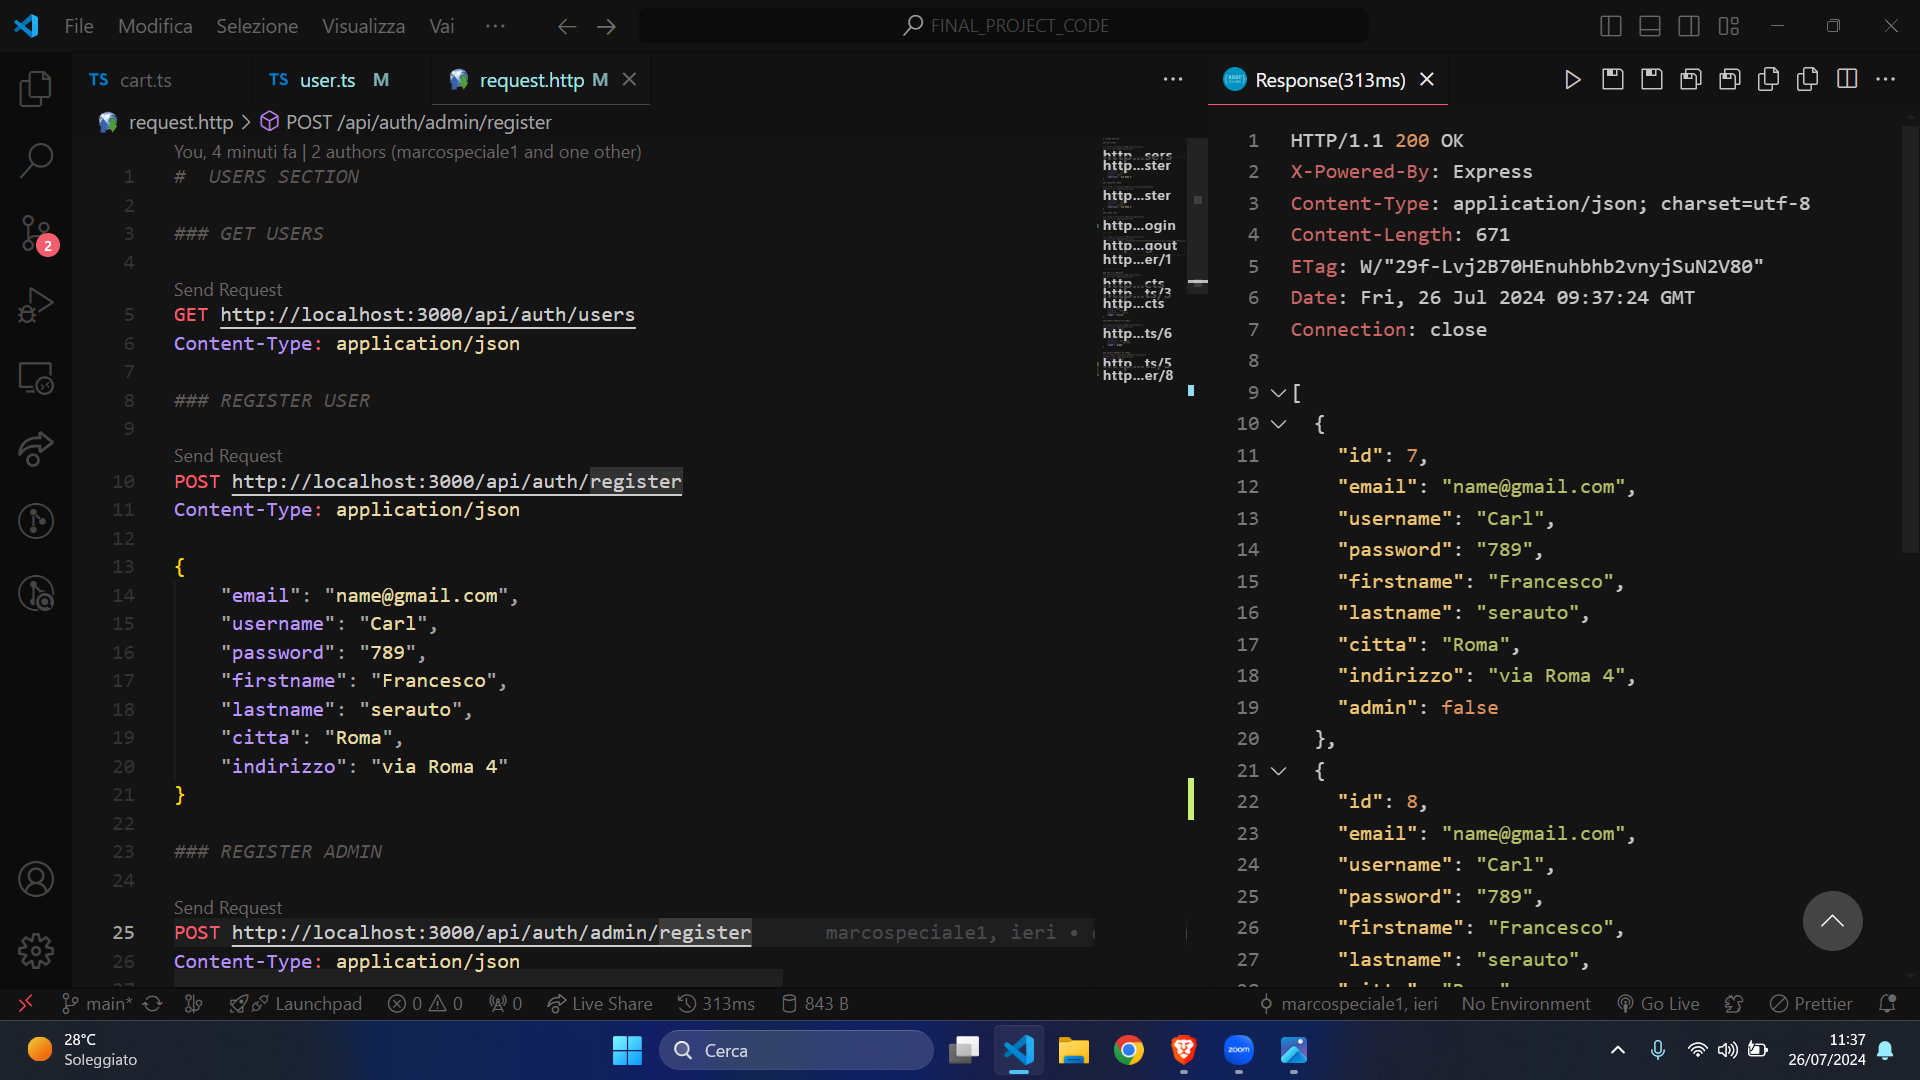 File Modifica Selezione Visualizza Vai ··· FINAL_PROJECT_CODE
TS cart.ts TS user.ts M request.http M
request.http > POST /api/auth/admin/register
You, 4 minuti fa | 2 authors (marcospeciale1 and one other)
1 #  USERS SECTION
2
3 ### GET USERS
4
Send Request
5 GET http://localhost:3000/api/auth/users
6 Content-Type: application/json
7
8 ### REGISTER USER
9
Send Request
10 POST http://localhost:3000/api/auth/register
11 Content-Type: application/json
12
13 {
14     "email": "name@gmail.com",
15     "username": "Carl",
16     "password": "789",
17     "firstname": "Francesco",
18     "lastname": "serauto",
19     "citta": "Roma",
20     "indirizzo": "via Roma 4"
21 }
22
23 ### REGISTER ADMIN
24
Send Request
25 POST http://localhost:3000/api/auth/admin/register marcospeciale1, ieri •
26 Content-Type: application/json
http...sers
http...ster
http...ster
http...ogin
http...gout
http...er/1
http...cts
http...ts/3
http...cts
http...ts/6
http...ts/5
http...er/8
Response(313ms)
1 HTTP/1.1 200 OK
2 X-Powered-By: Express
3 Content-Type: application/json; charset=utf-8
4 Content-Length: 671
5 ETag: W/"29f-Lvj2B70HEnuhbhb2vnyjSuN2V80"
6 Date: Fri, 26 Jul 2024 09:37:24 GMT
7 Connection: close
8
9 [
10   {
11     "id": 7,
12     "email": "name@gmail.com",
13     "username": "Carl",
14     "password": "789",
15     "firstname": "Francesco",
16     "lastname": "serauto",
17     "citta": "Roma",
18     "indirizzo": "via Roma 4",
19     "admin": false
20   },
21   {
22     "id": 8,
23     "email": "name@gmail.com",
24     "username": "Carl",
25     "password": "789",
26     "firstname": "Francesco",
27     "lastname": "serauto",
2
main* Launchpad 0 0 0 Live Share 313ms 843 B marcospeciale1, ieri No Environment Go Live Prettier
28°C
Soleggiato
Cerca
zoom
11:37
26/07/2024